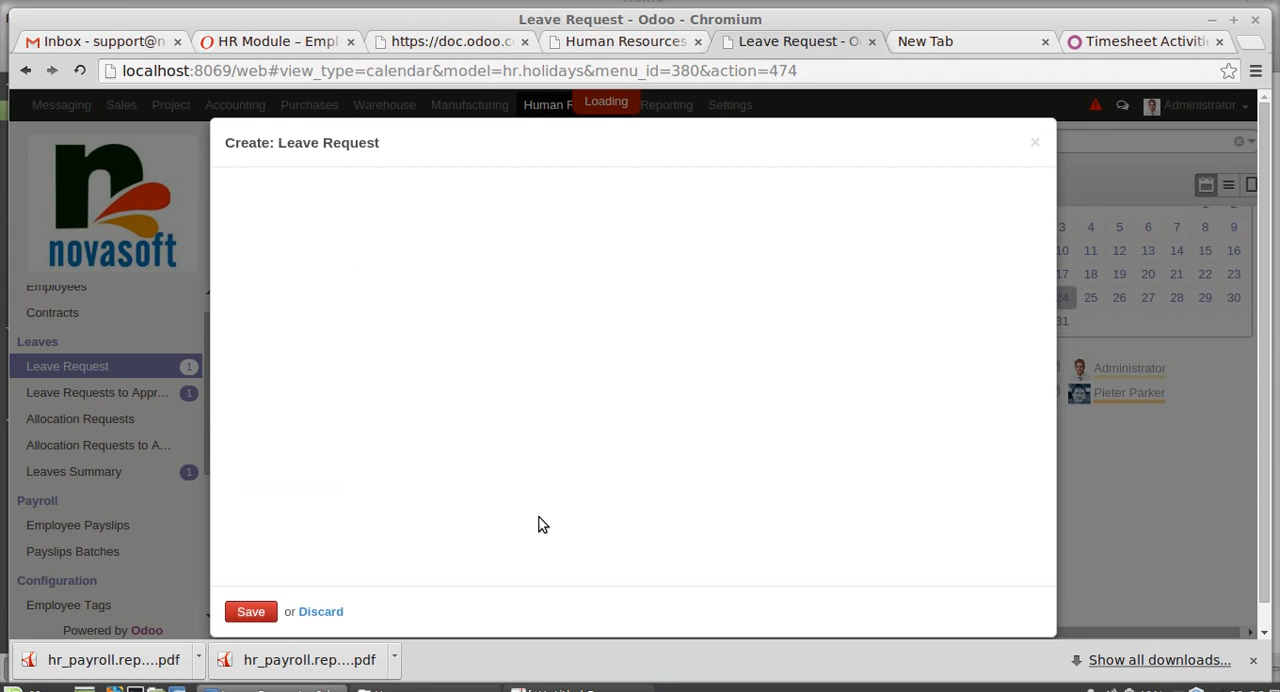 Leave Request - Odoo - Chromium
Inbox - support@n
HR Module – Empl
https://doc.odoo.c
Human Resources
Leave Request - O
New Tab
Timesheet Activiti
localhost:8069/web#view_type=calendar&model=hr.holidays&menu_id=380&action=474
Messaging Sales Project Accounting Purchases Warehouse Manufacturing Human R Loading Reporting Settings Administrator
Create: Leave Request
novasoft
Employees
Contracts
Leaves
Leave Request 1
Leave Requests to Appr... 1
Allocation Requests
Allocation Requests to A...
Leaves Summary 1
Payroll
Employee Payslips
Payslips Batches
Configuration
Employee Tags
Powered by Odoo
1 2
3 4 5 6 7 8 9
10 11 12 13 14 15 16
17 18 19 20 21 22 23
24 25 26 27 28 29 30
31
Administrator
Pieter Parker
Save or Discard
hr_payroll.rep....pdf
hr_payroll.rep....pdf
Show all downloads...